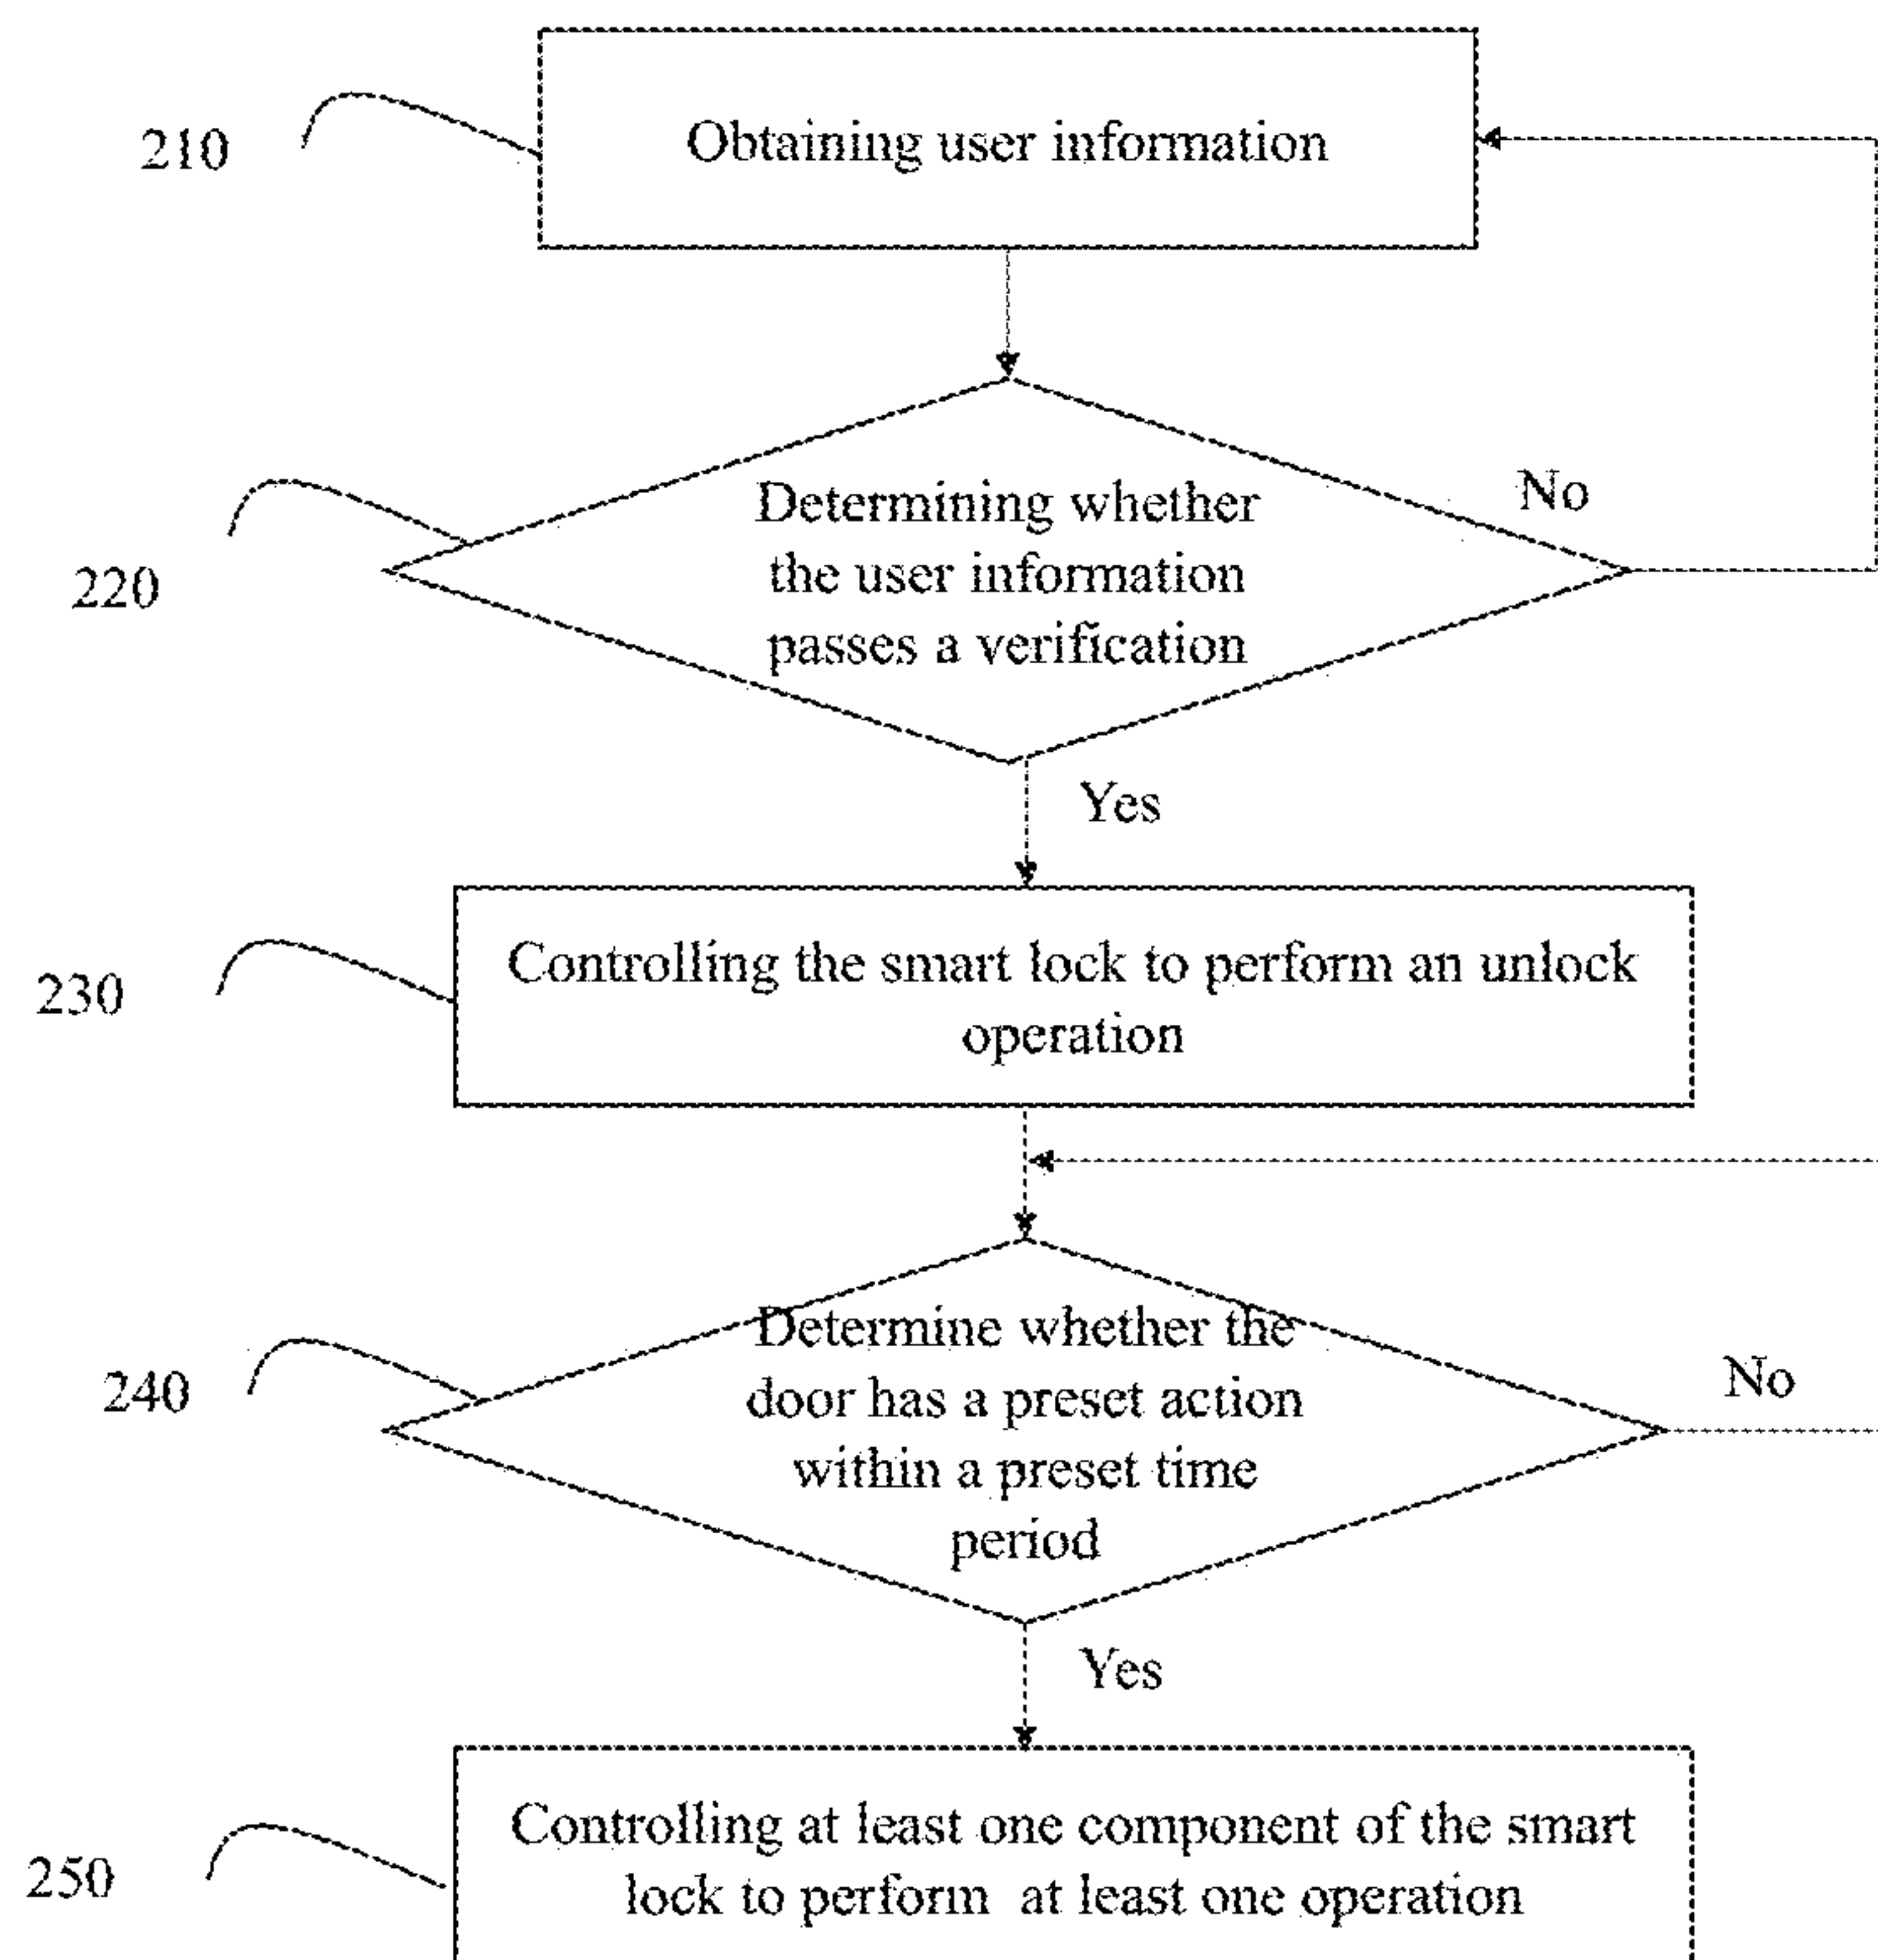 210
Obtaining user information
220
Determining whether
the user information
passes a verification
No
Yes
230
Controlling the smart lock to perform an unlock
operation
240
Determine whether the
door has a preset action
within a preset time
period
No
Yes
250
Controlling at least one component of the smart
lock to perform at least one operation